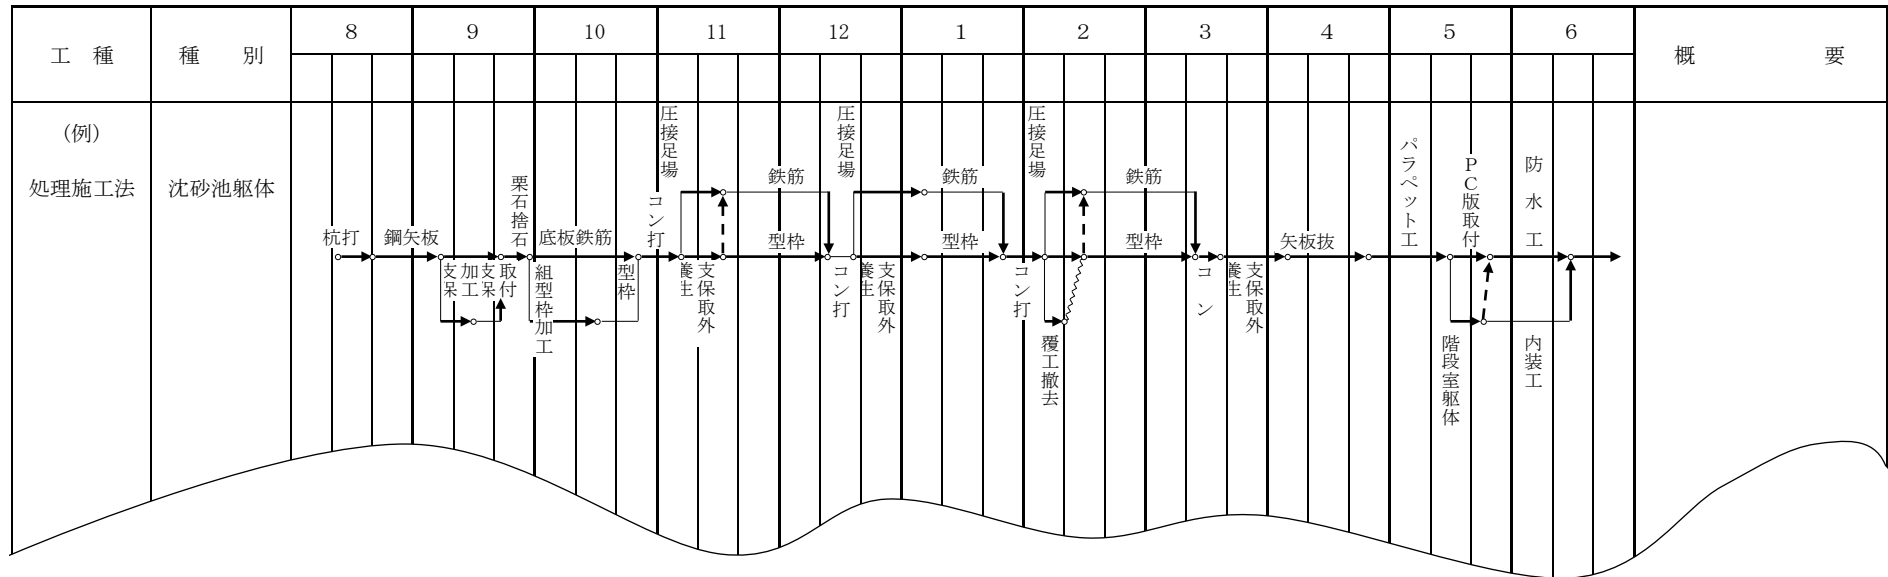 工 種
種 別
8
9
10
11
12
1
2
3
4
5
6
概 要
(例)
処理施工法
沈砂池躯体
杭打
鋼矢板
支保
加工
支保
取付
栗石捨石
組型枠加工
底板鉄筋
型枠
コン打
圧接足場
養生
支保取外
鉄筋
型枠
コン打
圧接足場
養生
支保取外
鉄筋
型枠
コン打
圧接足場
覆工撤去
鉄筋
型枠
コン
養生
支保取外
矢板抜
パラペット工
階段室躯体
PC版取付
防水工
内装工